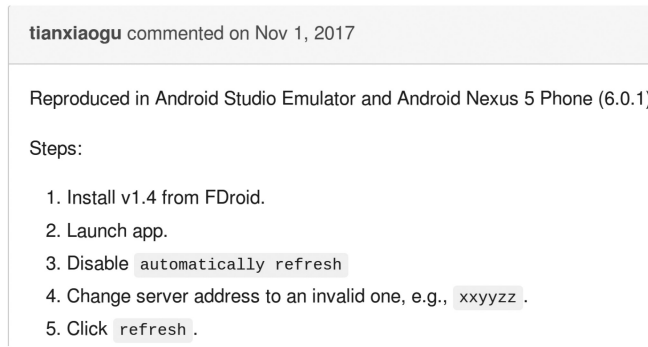 tianxiaogu commented on Nov 1, 2017
Reproduced in Android Studio Emulator and Android Nexus 5 Phone (6.0.1)
Steps:
1. Install v1.4 from FDroid.
2. Launch app.
3. Disable automatically refresh
4. Change server address to an invalid one, e.g., xxyyzz .
5. Click refresh .